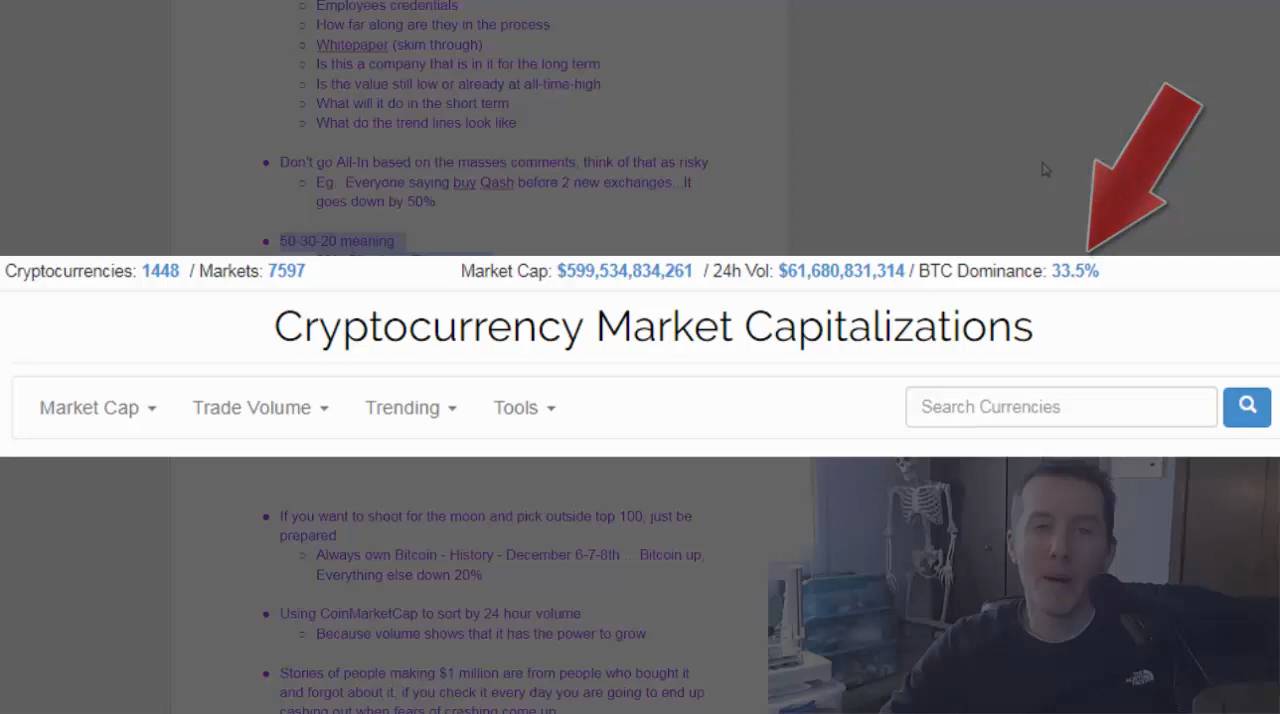 Employees credentials
How far along are they in the process
Whitepaper (skim through)
Is this a company that is in it for the long term
Is the value still low or already at all-time-high
What will it do in the short term
What do the trend lines look like
Don't go All-In based on the masses comments, think of that as risky
Eg. Everyone saying buy Qash before 2 new exchanges...It
goes down by 50%
50-30-20 meaning
Cryptocurrencies: 1448 / Markets: 7597 Market Cap: $599,534,834,261 / 24h Vol: $61,680,831,314 / BTC Dominance: 33.5%
Cryptocurrency Market Capitalizations
Market Cap Trade Volume Trending Tools Search Currencies
If you want to shoot for the moon and pick outside top 100, just be
prepared
Always own Bitcoin - History - December 6-7-8th ... Bitcoin up,
Everything else down 20%
Using CoinMarketCap to sort by 24 hour volume
Because volume shows that it has the power to grow
Stories of people making $1 million are from people who bought it
and forgot about it, if you check it every day you are going to end up
cashing out when fears of crashing come up